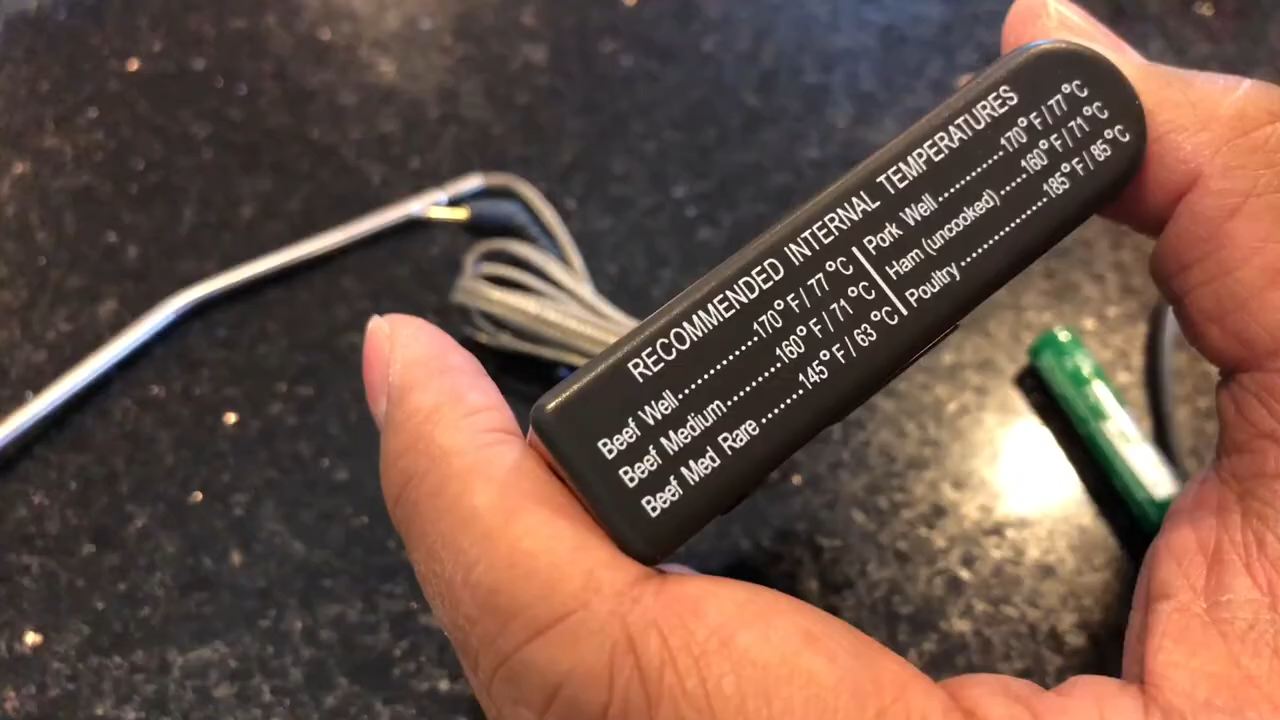 RECOMMENDED INTERNAL TEMPERATURES
Beef Well..............170°F / 77 °C
Beef Medium..........160°F / 71 °C
Beef Med Rare .......145°F / 63 °C
Pork Well ............170°F / 77 °C
Ham (uncooked) .....160°F / 71 °C
Poultry .................185°F / 85 °C